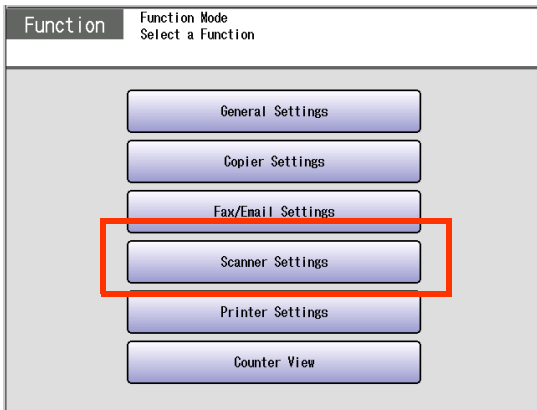 Function
Function Mode
Select a Function
General Settings
Copier Settings
Fax/Email Settings
Scanner Settings
Printer Settings
Counter View